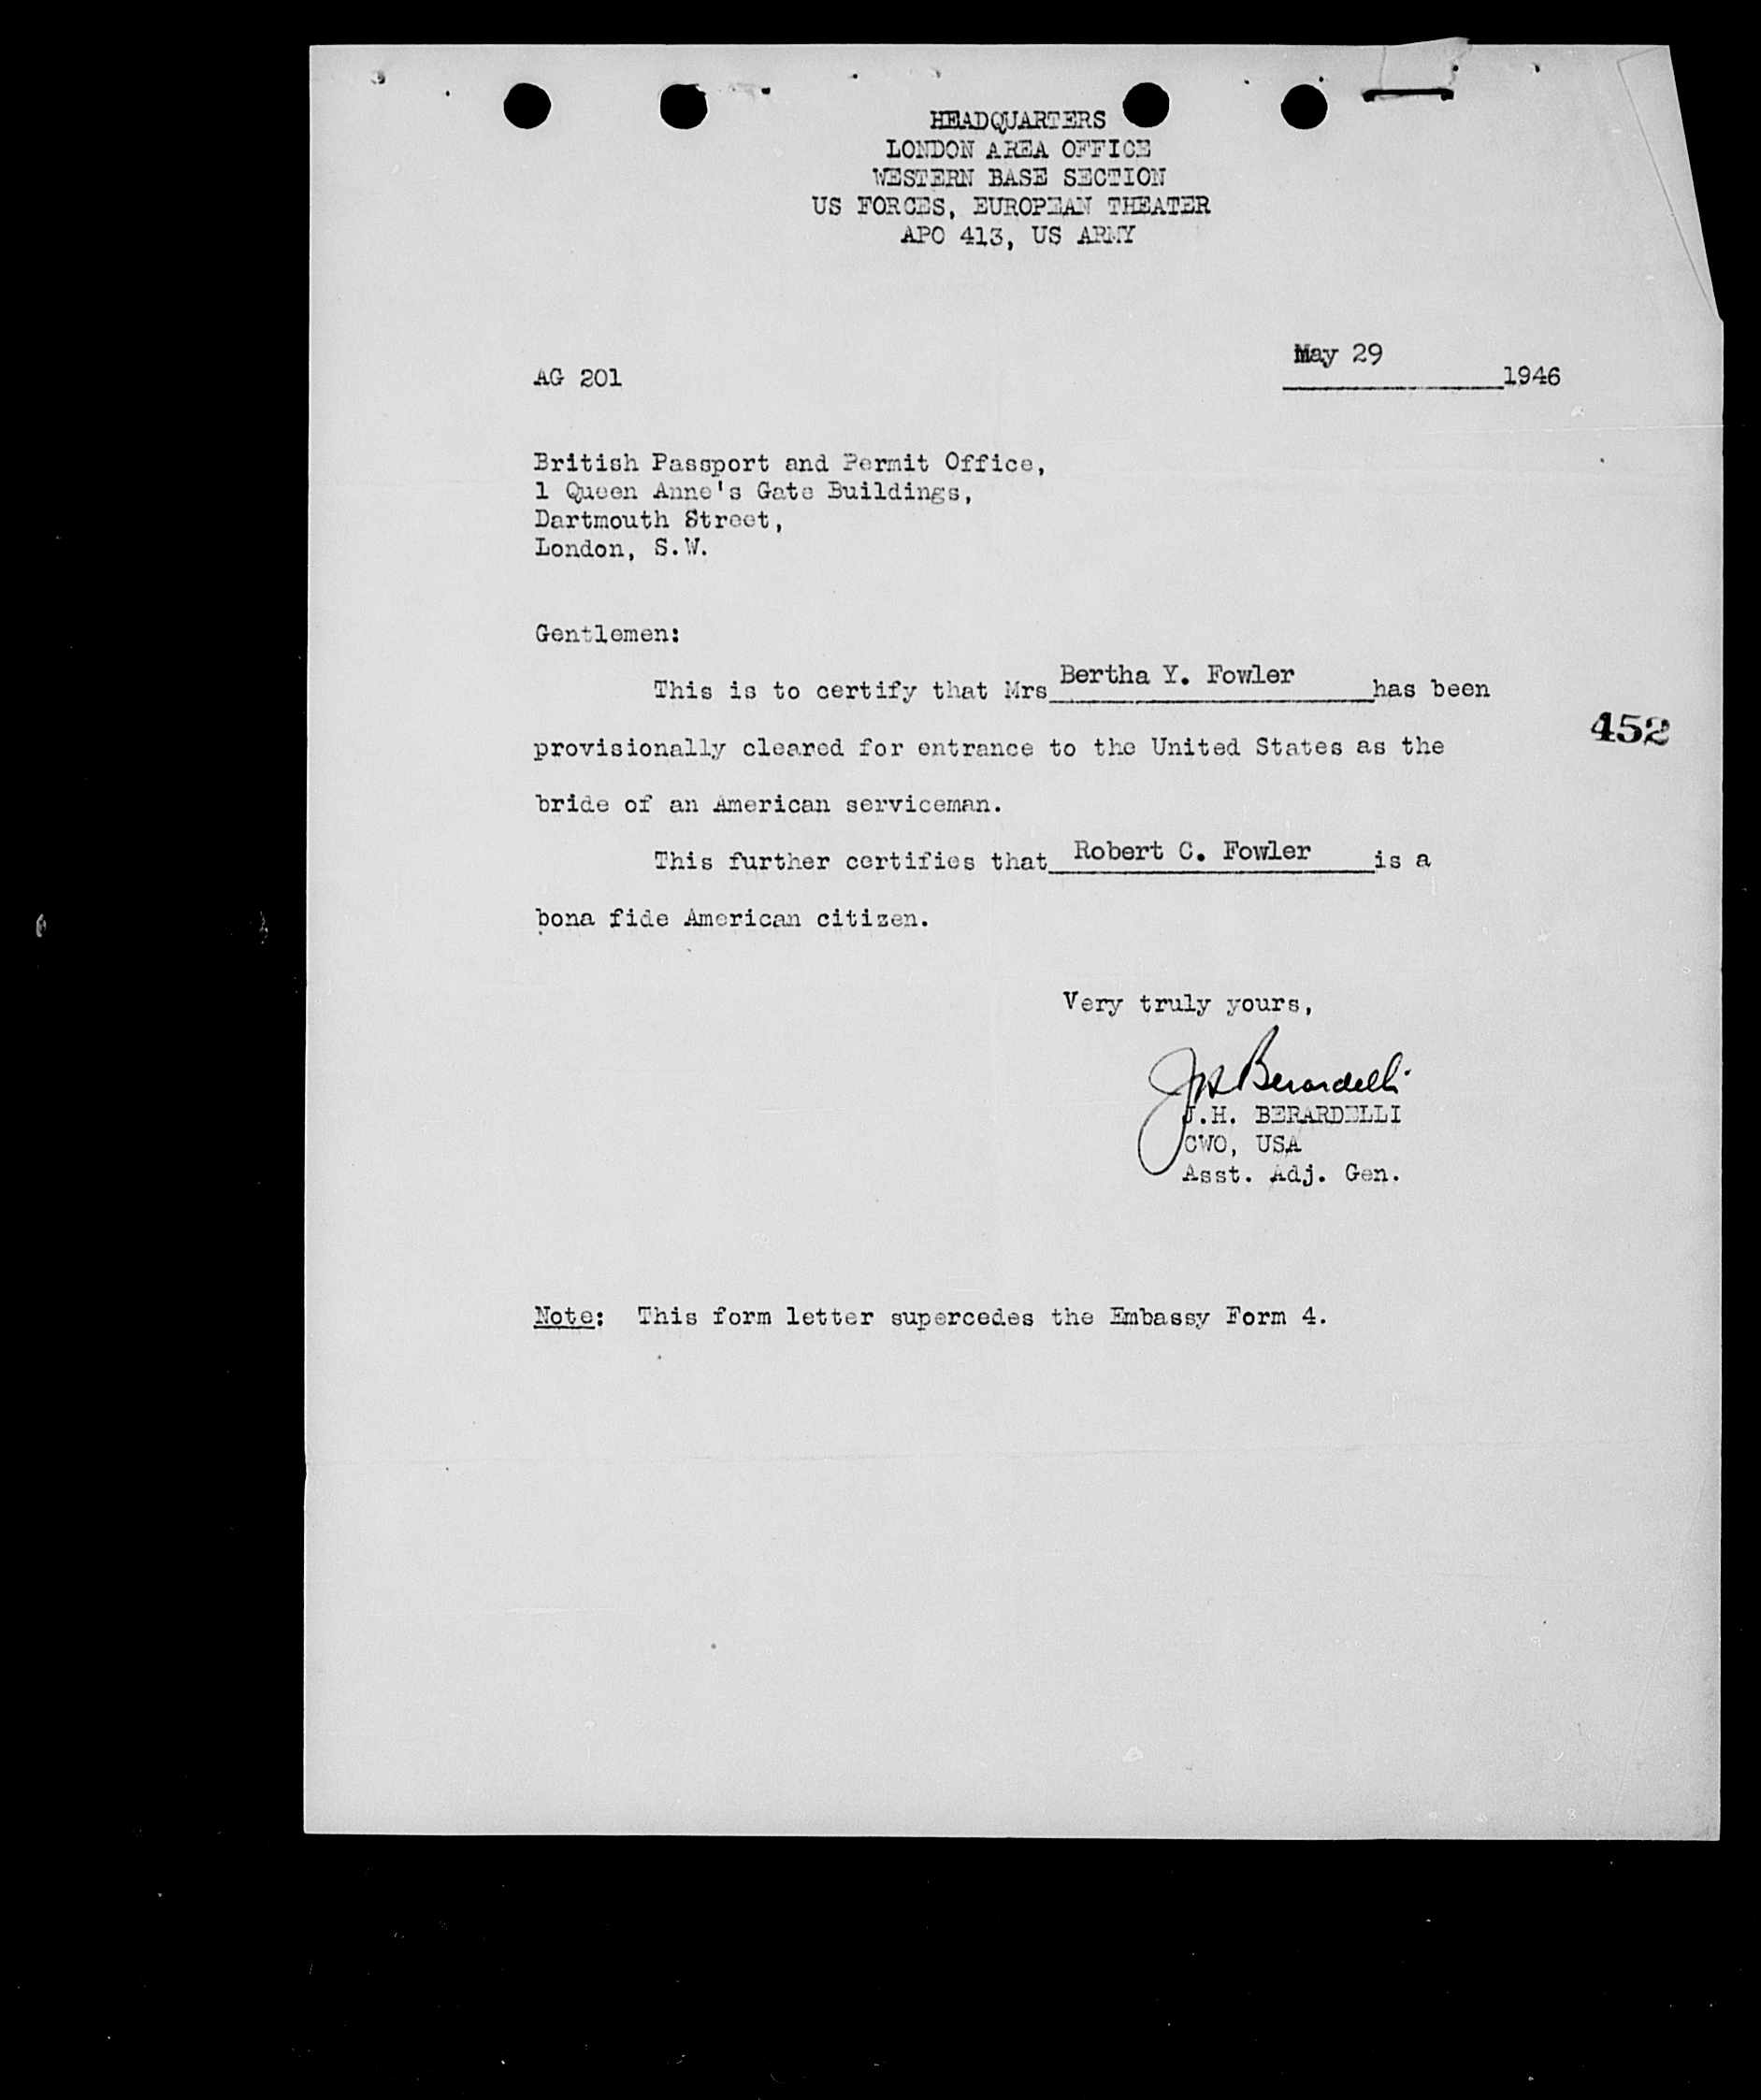 HEADQUARTERS
LONDON AREA OFFICE
WESTERN BASE SECTION
US FORCES, EUROPEAN THEATER
APO 413, US ARMY
May 29
AG 201 1946
British Passport and Permit Office,
1 Queen Anne's Gate Buildings,
Dartmouth Street,
London, S.W.
Gentlemen:
This is to certify that Mrs Bertha Y. Fowler has been
452
provisionally cleared for entrance to the United States as the
bride of an American serviceman.
This further certifies that Robert C. Fowler is a
bona fide American citizen.
Very truly yours,
JH Berardelli
J.H. BERARDELLI
CWO, USA
Asst. Adj. Gen.
Note: This form letter supercedes the Embassy Form 4.